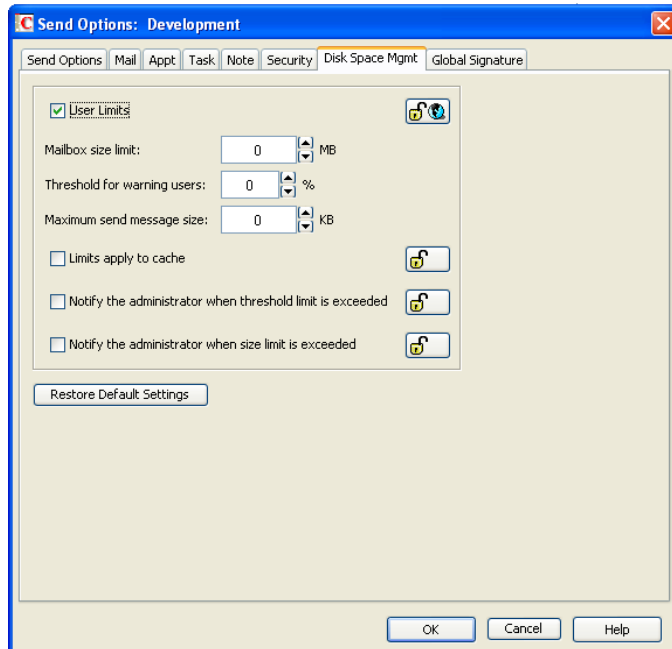 Send Options: Development
Send Options Mail Appt Task Note Security Disk Space Mgmt Global Signature
User Limits
Mailbox size limit: 0 MB
Threshold for warning users: 0 %
Maximum send message size: 0 KB
Limits apply to cache
Notify the administrator when threshold limit is exceeded
Notify the administrator when size limit is exceeded
Restore Default Settings
OK Cancel Help